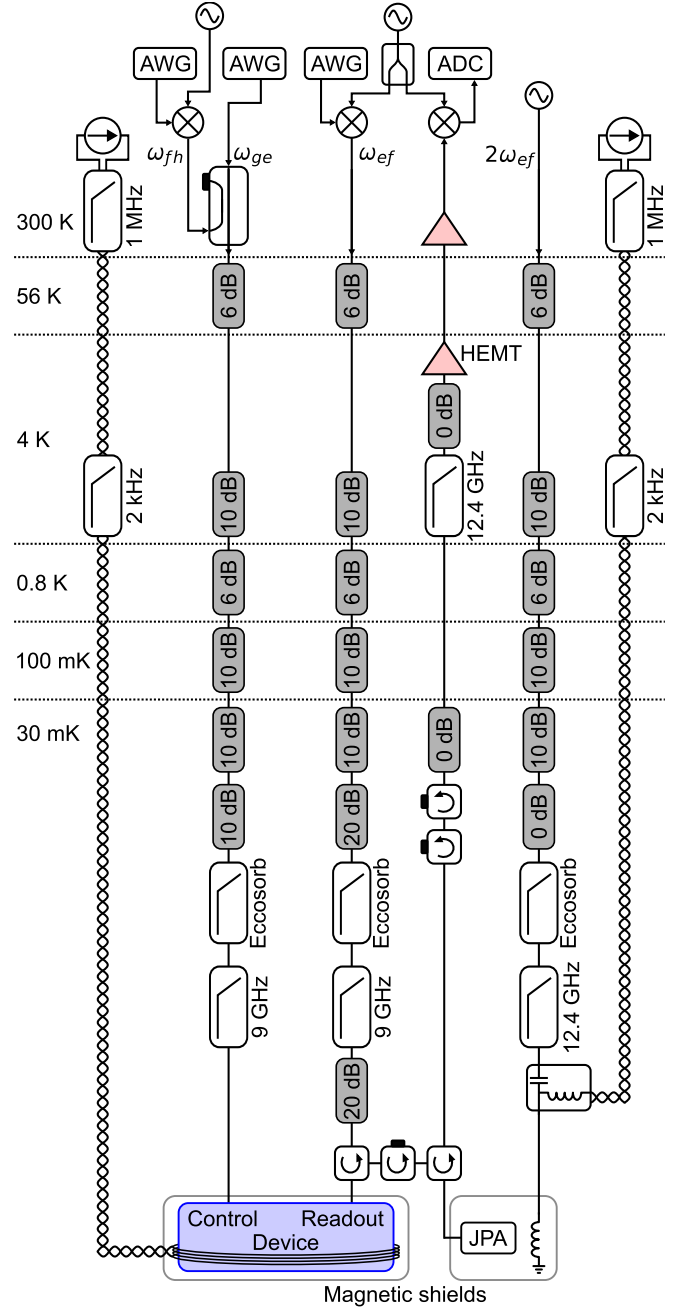 AWG AWG AWG ADC
ω_fh ω_ge ω_ef 2ω_ef
1 MHz 1 MHz
300 K
56 K 6 dB 6 dB 6 dB
HEMT
0 dB
4 K
2 kHz 10 dB 10 dB 12.4 GHz 10 dB 2 kHz
0.8 K 6 dB 6 dB 6 dB
100 mK 10 dB 10 dB 10 dB
30 mK 10 dB 10 dB 0 dB 10 dB
10 dB 20 dB 0 dB
Eccosorb Eccosorb Eccosorb
9 GHz 9 GHz 12.4 GHz
20 dB
Control Readout
Device
JPA
Magnetic shields